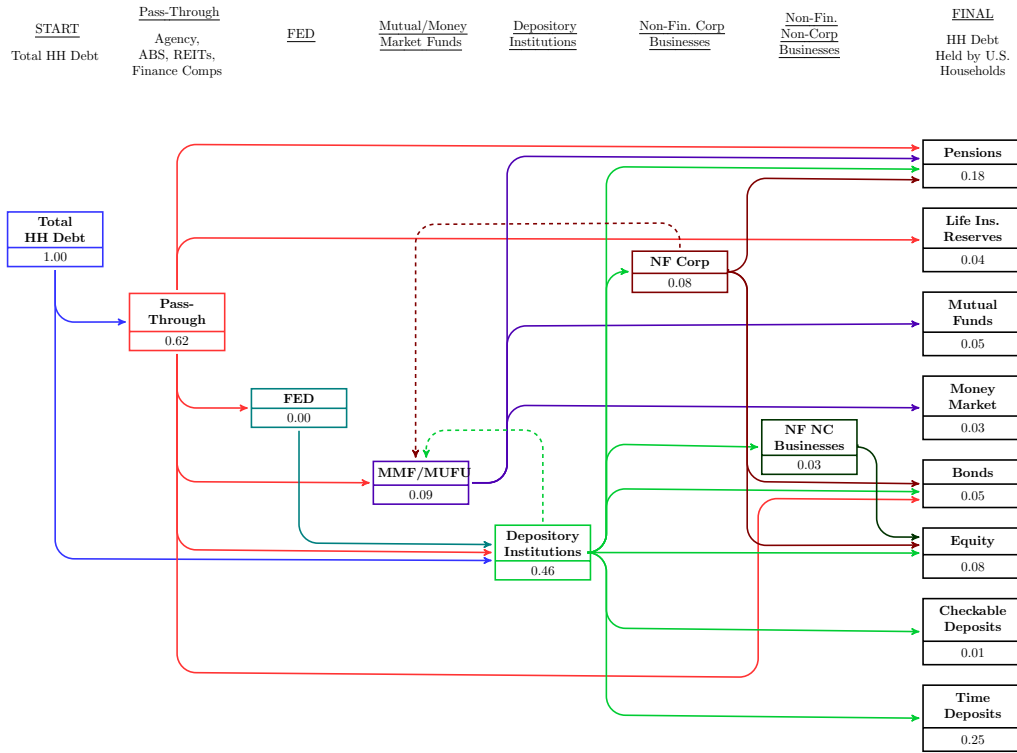 START
Total HH Debt
Pass-Through
Agency,
ABS, REITs,
Finance Comps
FED
Mutual/Money
Market Funds
Depository
Institutions
Non-Fin. Corp
Businesses
Non-Fin.
Non-Corp
Businesses
FINAL
HH Debt
Held by U.S.
Households
Total
HH Debt
1.00
Pass-
Through
0.62
FED
0.00
MMF/MUFU
0.09
Depository
Institutions
0.46
NF Corp
0.08
NF NC
Businesses
0.03
Pensions
0.18
Life Ins.
Reserves
0.04
Mutual
Funds
0.05
Money
Market
0.03
Bonds
0.05
Equity
0.08
Checkable
Deposits
0.01
Time
Deposits
0.25